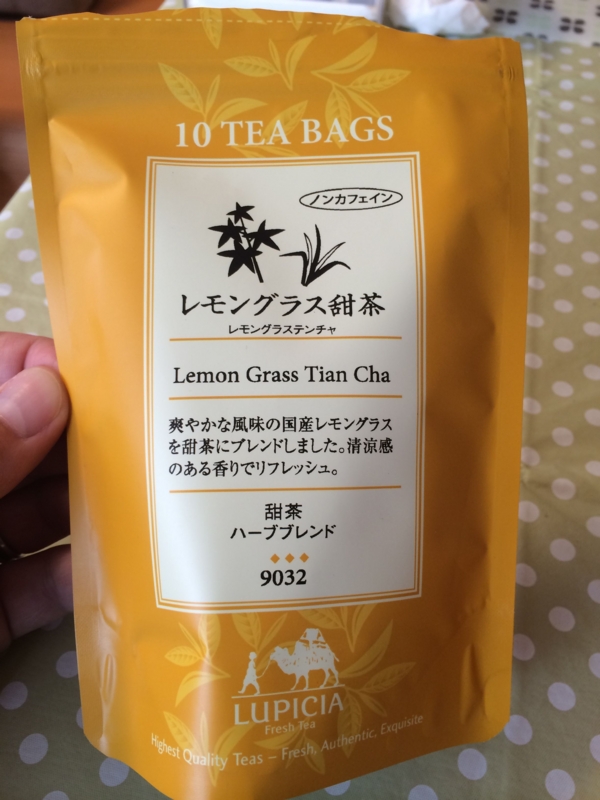 10 TEA BAGS
ノンカフェイン
レモングラス甜茶
レモングラステンチャ
Lemon Grass Tian Cha
爽やかな風味の国産レモングラス
を甜茶にブレンドしました。清涼感
のある香りでリフレッシュ。
甜茶
ハーブブレンド
9032
LUPICIA
Fresh Tea
Highest Quality Teas – Fresh, Authentic, Exquisite